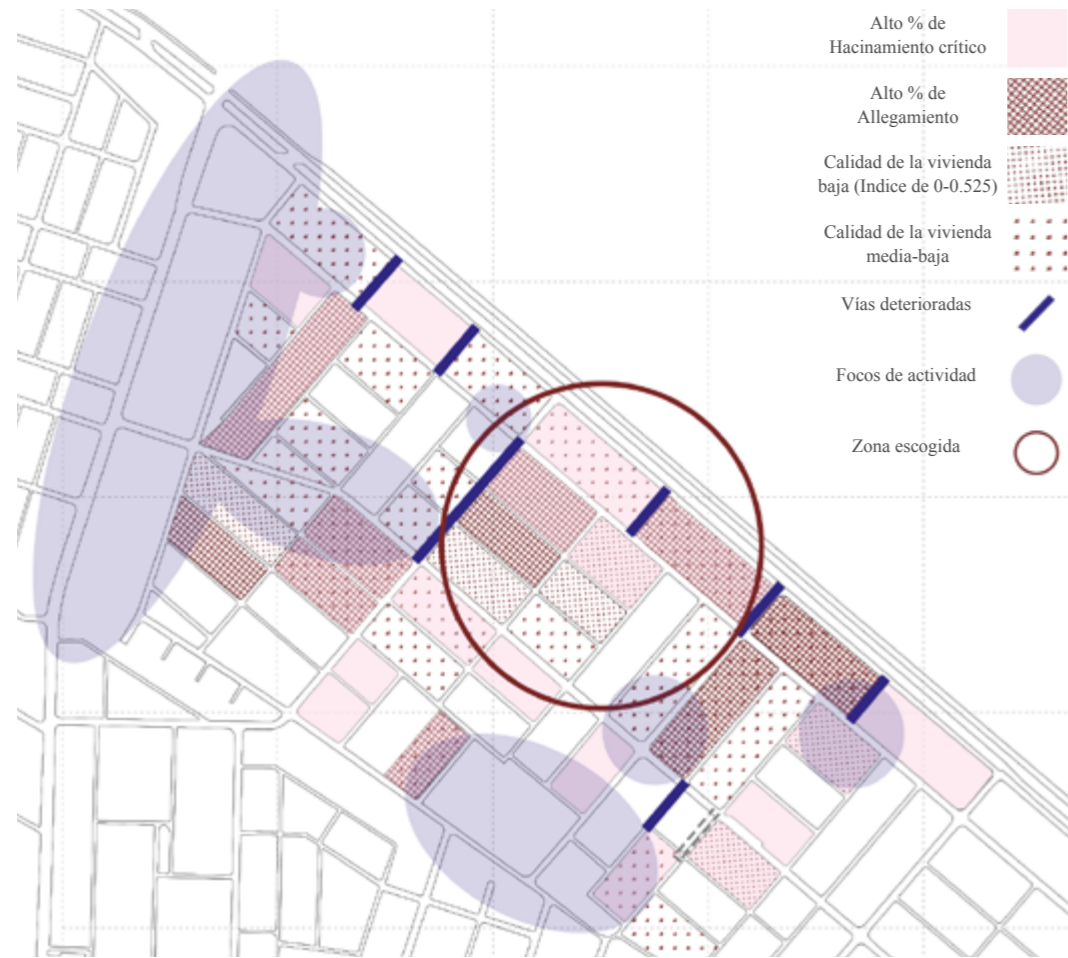 Alto % de
Hacinamiento crítico
Alto % de
Allegamiento
Calidad de la vivienda
baja (Indice de 0-0.525)
Calidad de la vivienda
media-baja
Vías deterioradas
Focos de actividad
Zona escogida